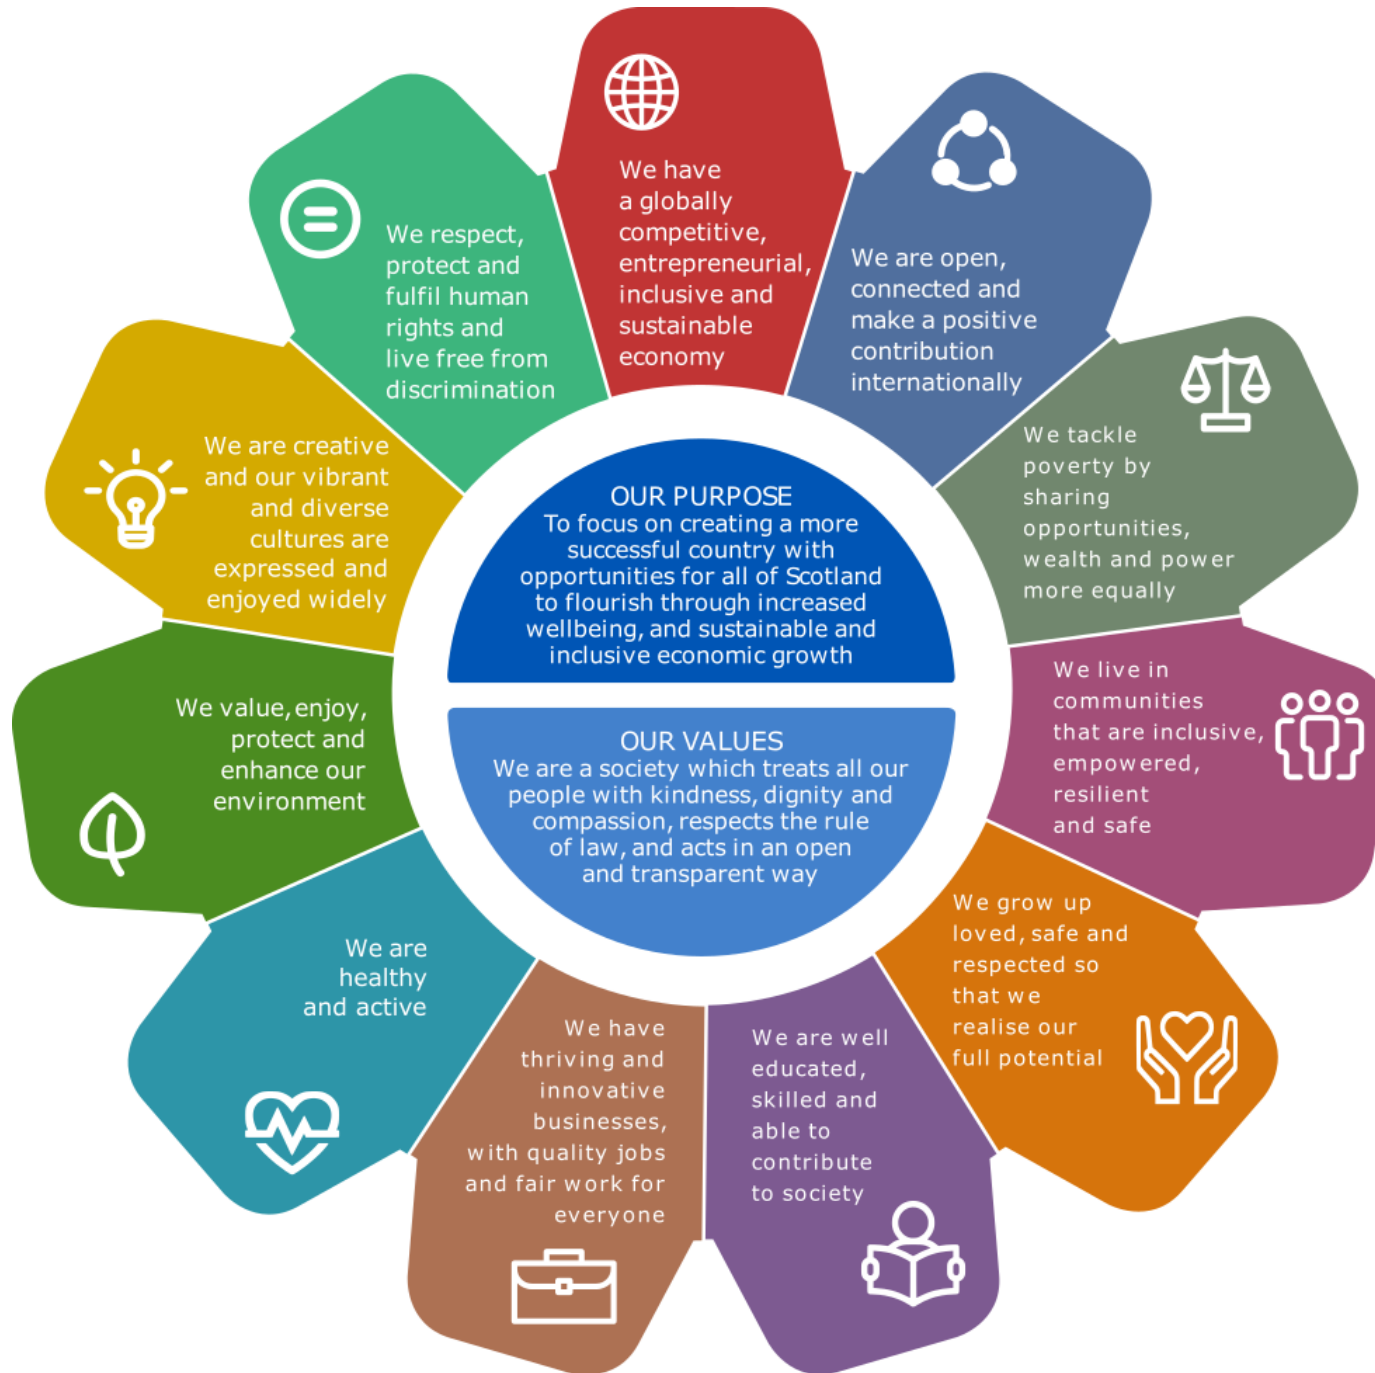 We have
a globally
competitive,
entrepreneurial,
inclusive and
sustainable
economy
We are open,
connected and
make a positive
contribution
internationally
We tackle
poverty by
sharing
opportunities,
wealth and power
more equally
We live in
communities
that are inclusive,
empowered,
resilient
and safe
We grow up
loved, safe and
respected so
that we
realise our
full potential
We are well
educated,
skilled and
able to
contribute
to society
We have
thriving and
innovative
businesses,
with quality jobs
and fair work for
everyone
We are
healthy
and active
We value, enjoy,
protect and
enhance our
environment
We are creative
and our vibrant
and diverse
cultures are
expressed and
enjoyed widely
We respect,
protect and
fulfil human
rights and
live free from
discrimination
OUR PURPOSE
To focus on creating a more
successful country with
opportunities for all of Scotland
to flourish through increased
wellbeing, and sustainable and
inclusive economic growth
OUR VALUES
We are a society which treats all our
people with kindness, dignity and
compassion, respects the rule
of law, and acts in an open
and transparent way